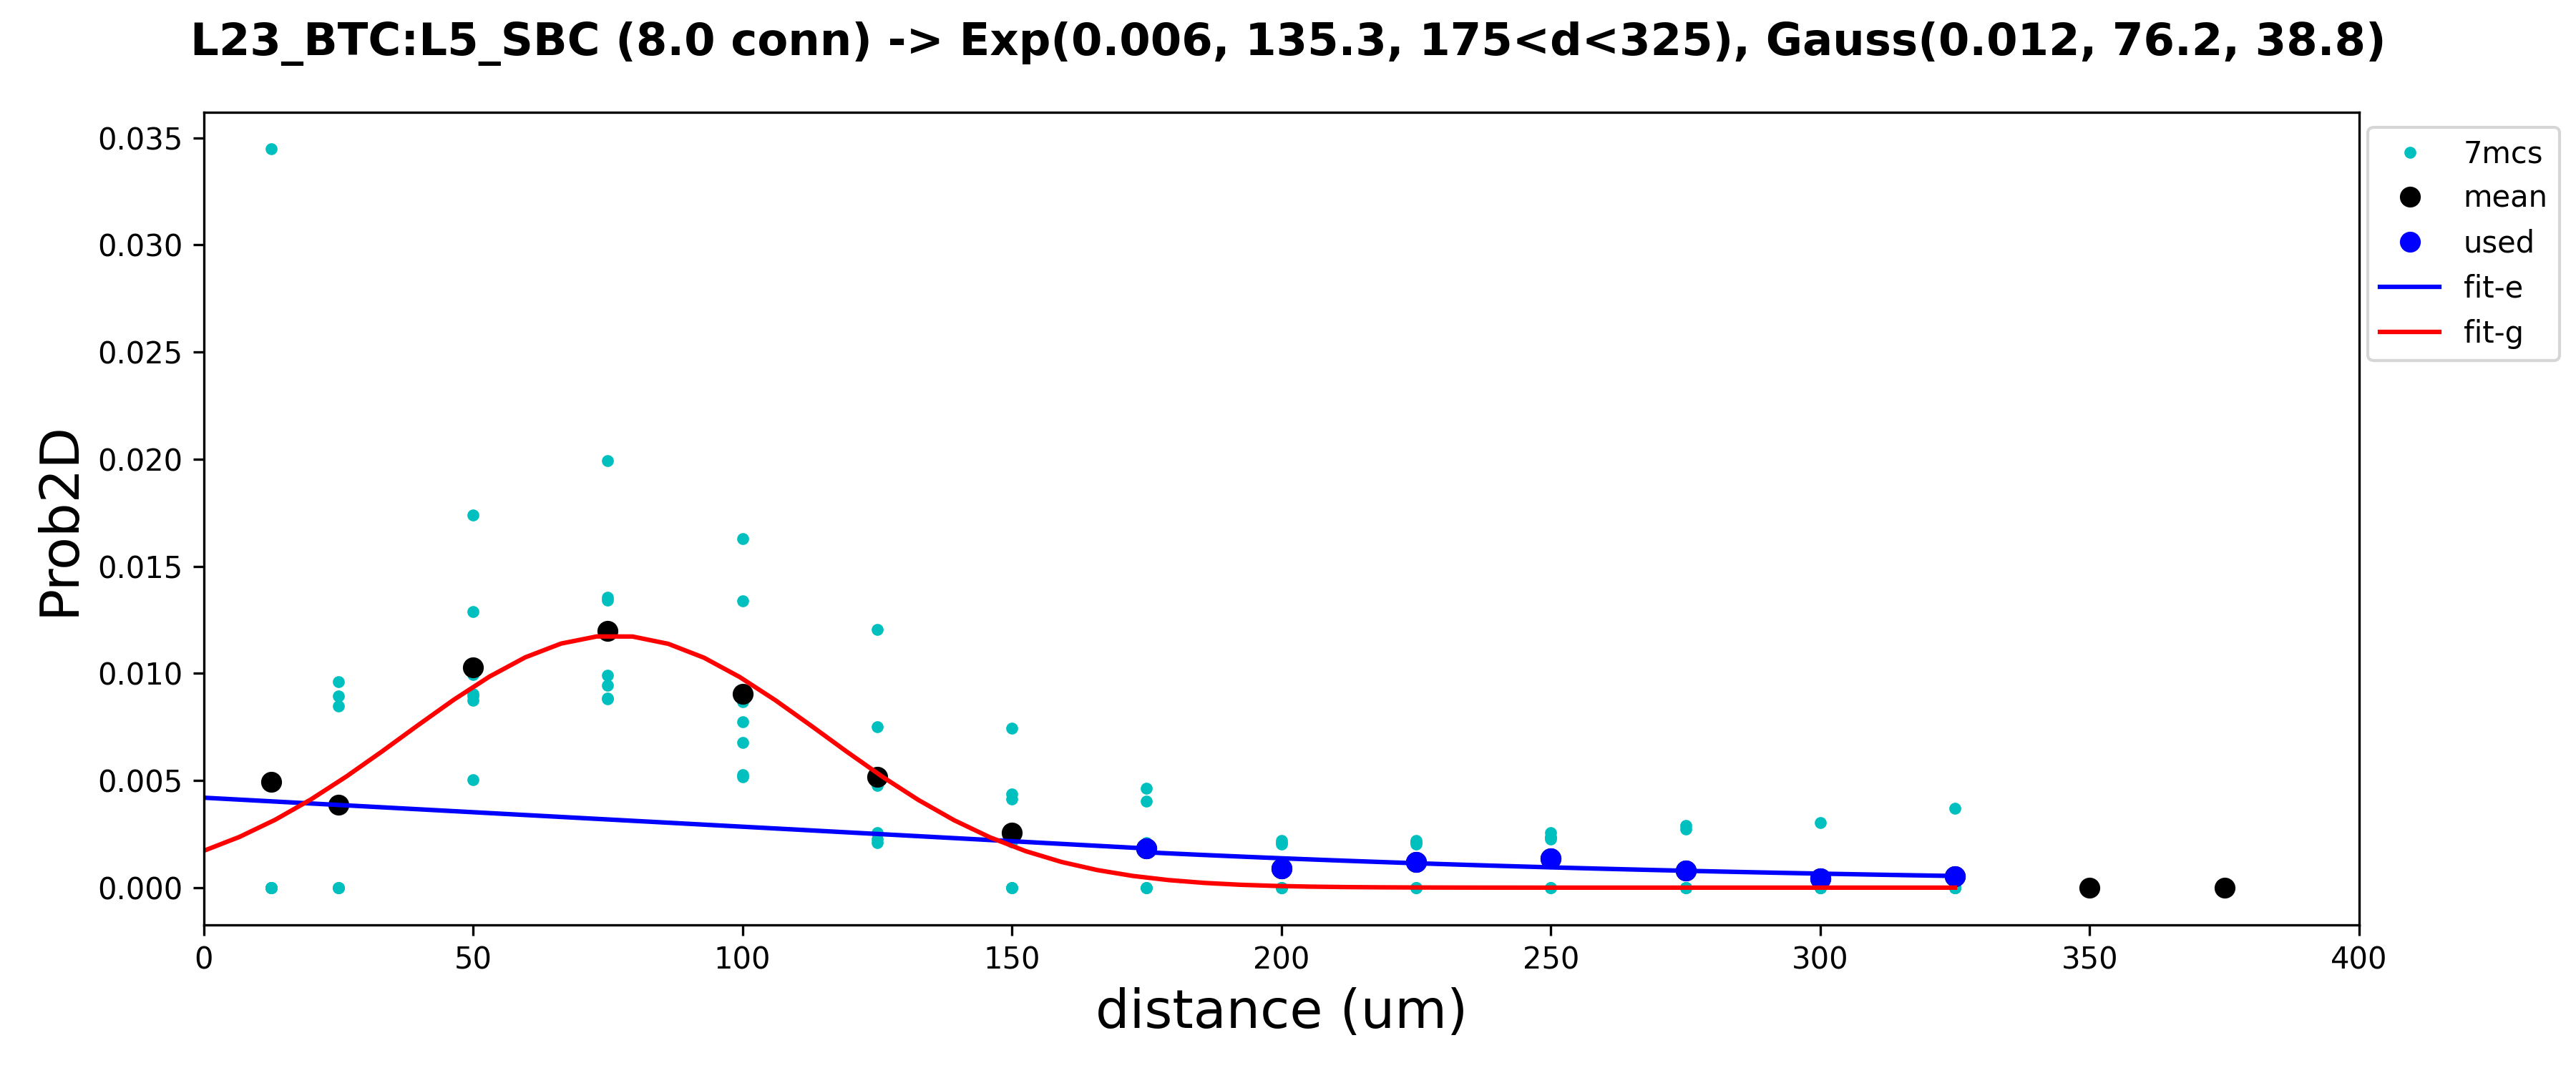 L23_BTC:L5_SBC (8.0 conn) -> Exp(0.006, 135.3, 175<d<325), Gauss(0.012, 76.2, 38.8)
0.035
0.030
0.025
0.020
0.015
0.010
0.005
0.000
Prob2D
0 50 100 150 200 250 300 350 400
distance (um)
7mcs
mean
used
fit-e
fit-g